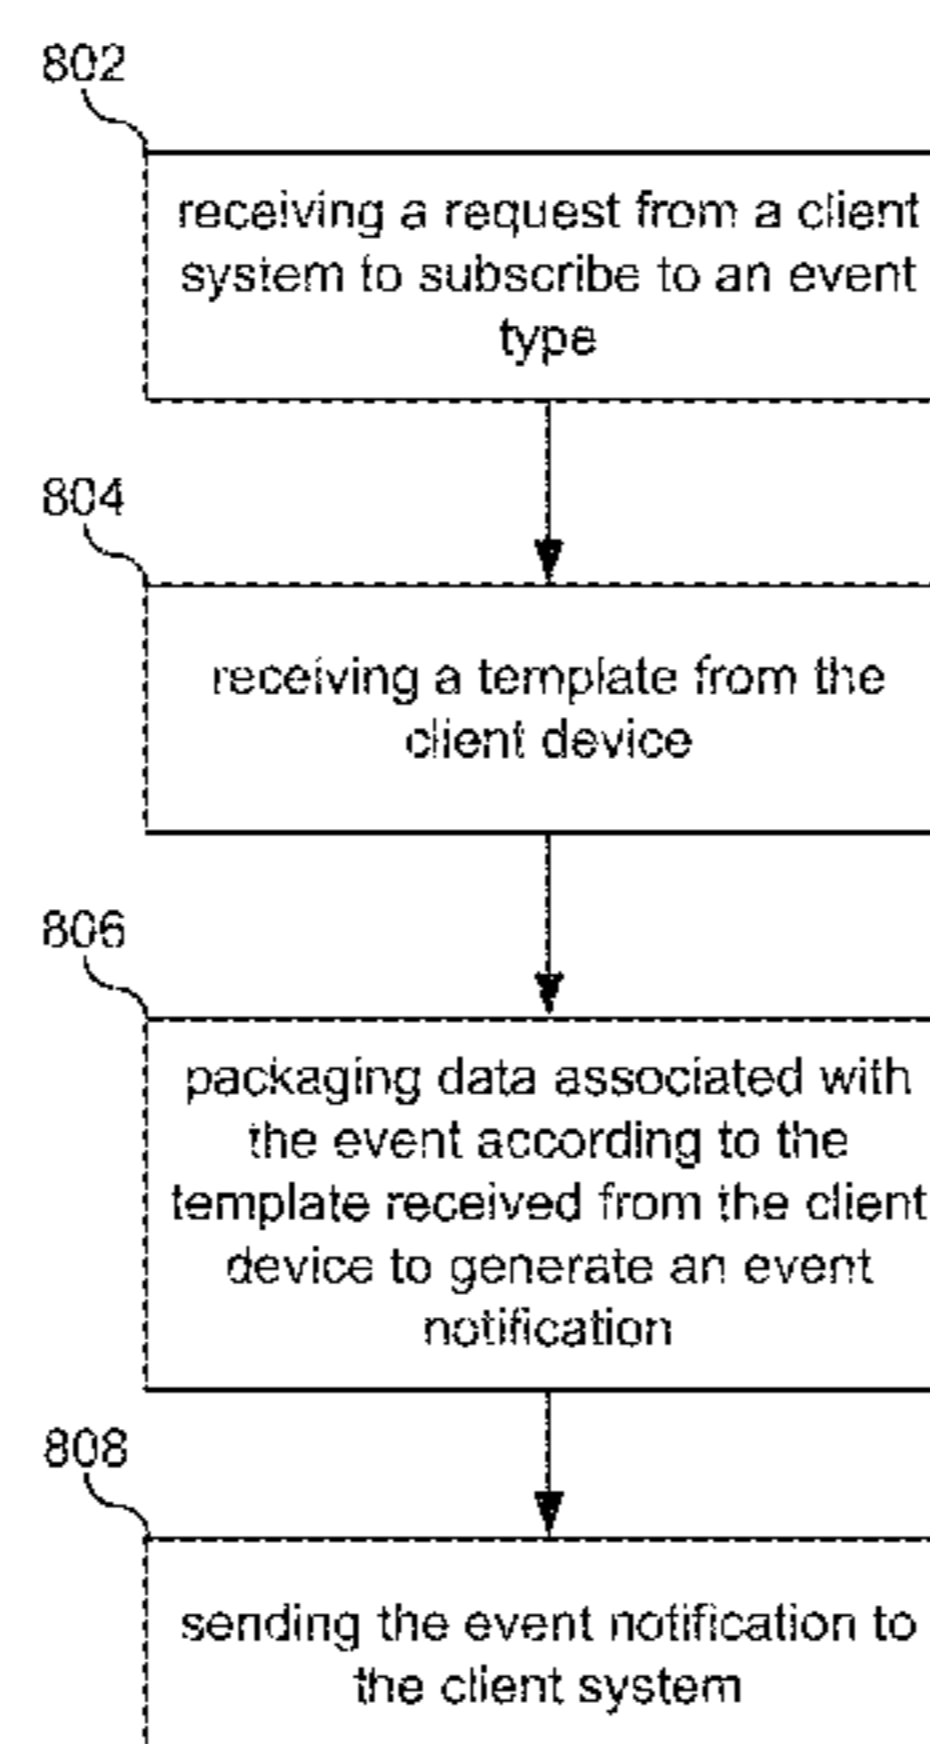 802
receiving a request from a client
system to subscribe to an event
type
804
receiving a template from the
client device
806
packaging data associated with
the event according to the
template received from the client
device to generate an event
notification
808
sending the event notification to
the client system